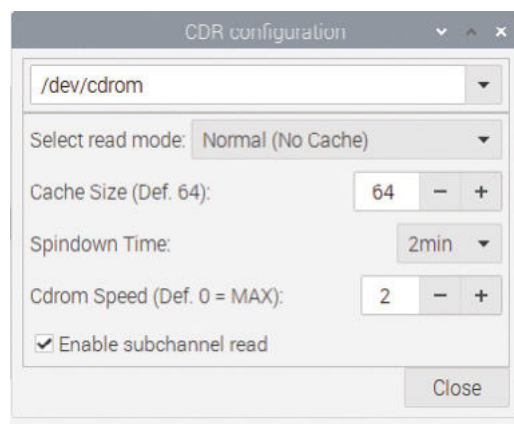 CDR configuration
/dev/cdrom
Select read mode: Normal (No Cache)
Cache Size (Def. 64): 64 − +
Spindown Time: 2min
Cdrom Speed (Def. 0 = MAX): 2 − +
Enable subchannel read
Close